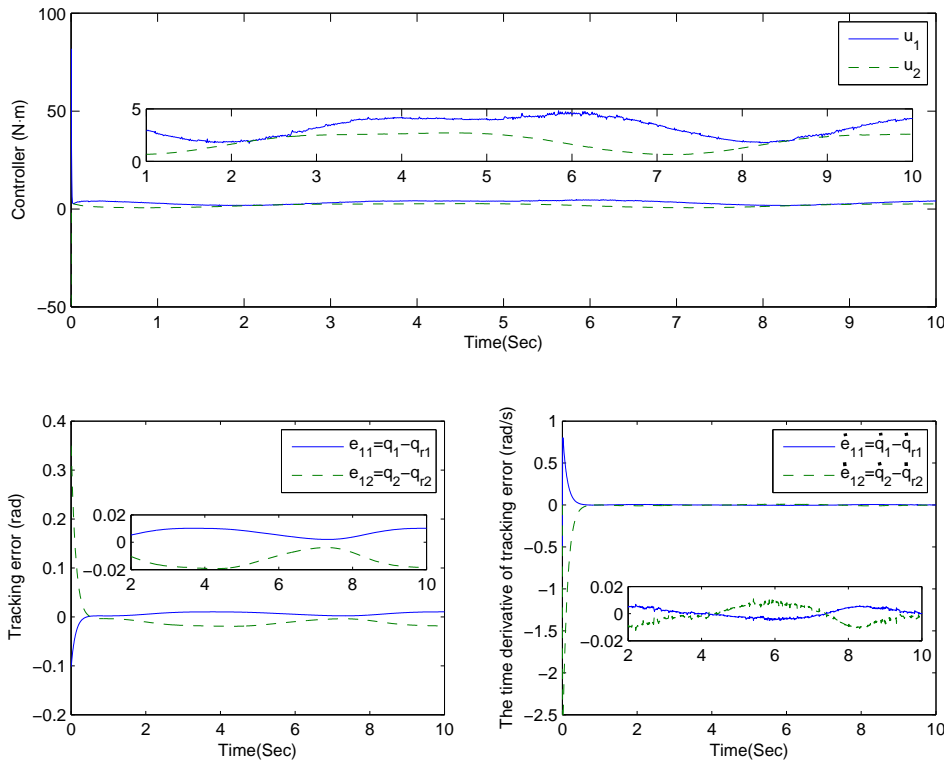 100
50
0
−50
Controller (N·m)
u1
u2
5
0
1 2 3 4 5 6 7 8 9 10
0 1 2 3 4 5 6 7 8 9 10
Time(Sec)
0.4
0.3
0.2
0.1
0
−0.1
−0.2
Tracking error (rad)
e11=q1−qr1
e12=q2−qr2
0.02
0
−0.02
2 4 6 8 10
0 2 4 6 8 10
Time(Sec)
1
0.5
0
−0.5
−1
−1.5
−2
−2.5
The time derivative of tracking error (rad/s)
ė11=q̇1−q̇r1
ė12=q̇2−q̇r2
0.02
0
−0.02
2 4 6 8 10
0 2 4 6 8 10
Time(Sec)